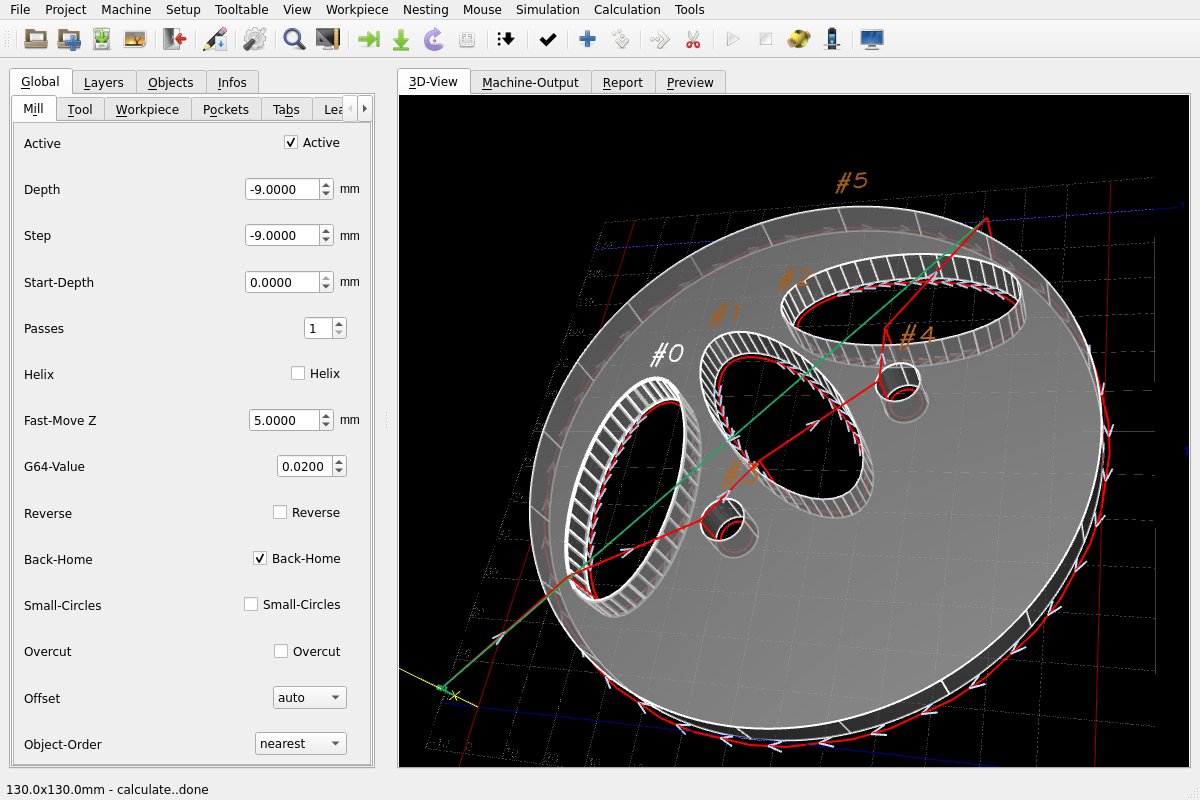 File Project Machine Setup Tooltable View Workpiece Nesting Mouse Simulation Calculation Tools
Global Layers Objects Infos
3D-View Machine-Output Report Preview
Mill Tool Workpiece Pockets Tabs Lea
Active Active
Depth -9.0000 mm
Step -9.0000 mm
Start-Depth 0.0000 mm
Passes 1
Helix Helix
Fast-Move Z 5.0000 mm
G64-Value 0.0200
Reverse Reverse
Back-Home Back-Home
Small-Circles Small-Circles
Overcut Overcut
Offset auto
Object-Order nearest
#5
#2
#1
#4
#0
#3
130.0x130.0mm - calculate..done